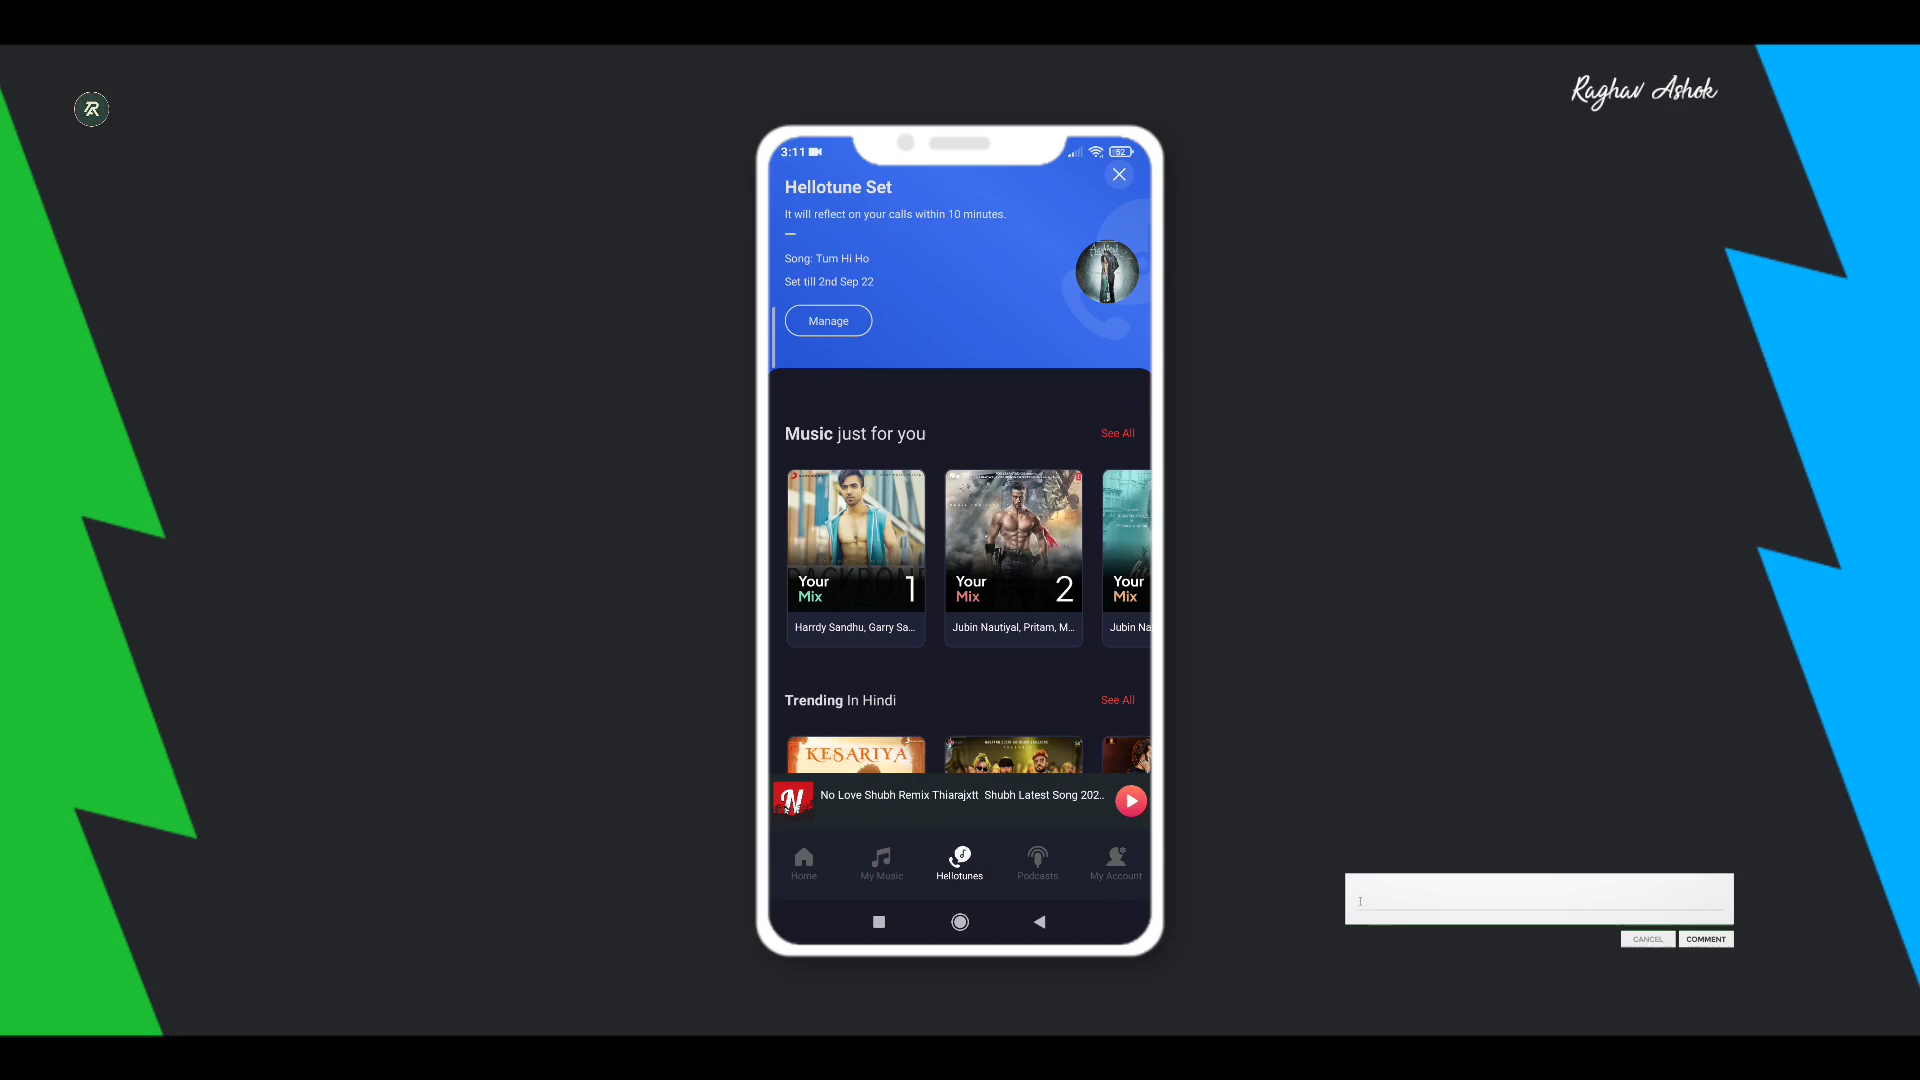 Raghav Ashok
3:11
52
Hellotune Set
It will reflect on your calls within 10 minutes.
Song: Tum Hi Ho
Set till 2nd Sep 22
Manage
Music just for you
See All
Your Mix 1
Your Mix 2
Your Mix
Harrdy Sandhu, Garry Sa...
Jubin Nautiyal, Pritam, M...
Jubin Na
Trending In Hindi
See All
KESARIYA
No Love Shubh Remix Thiarajxtt Shubh Latest Song 202..
Home
My Music
Hellotunes
Podcasts
My Account
CANCEL
COMMENT